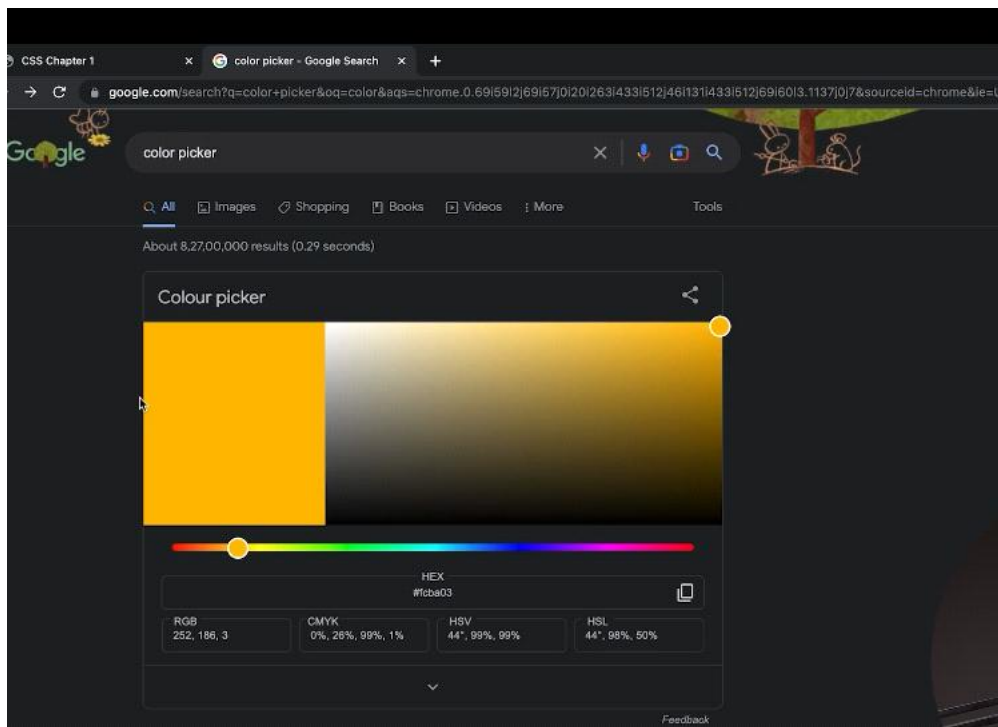 CSS Chapter 1
color picker - Google Search
google.com/search?q=color+picker&oq=color&aqs=chrome.0.69i59l2j69i67j0i20i263i433i512j46i131i433i512j69i60l3.1137j0j7&sourceid=chrome&ie=U
Google
color picker
All Images Shopping Books Videos More Tools
About 8,27,00,000 results (0.29 seconds)
Colour picker
HEX
#fcba03
RGB CMYK HSV HSL
252, 186, 3 0%, 26%, 99%, 1% 44°, 99%, 99% 44°, 98%, 50%
Feedback